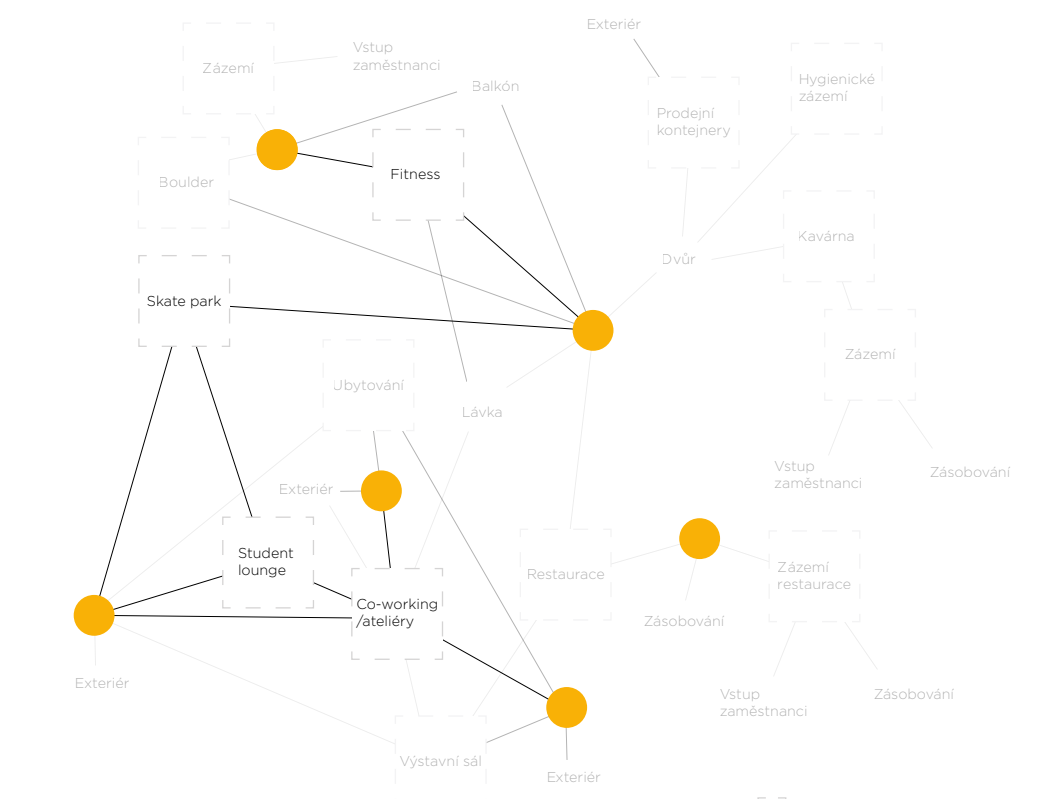 Exteriér
Vstup
zaměstnanci
Zázemí
Balkón
Hygienické
zázemí
Prodejní
kontejnery
Fitness
Boulder
Kavárna
Dvůr
Skate park
Zázemí
Ubytování
Lávka
Vstup
zaměstnanci
Zásobování
Exteriér
Student
lounge
Restaurace
Zázemí
restaurace
Co-working
/ateliéry
Zásobování
Exteriér
Vstup
zaměstnanci
Zásobování
Výstavní sál
Exteriér